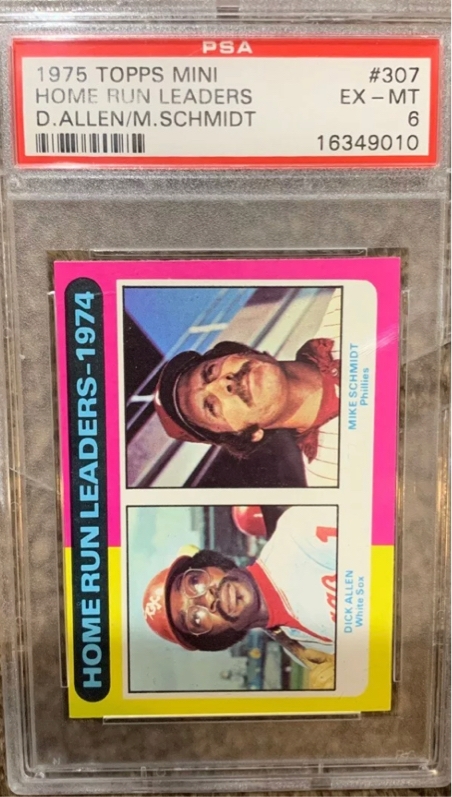 PSA
1975 TOPPS MINI #307
HOME RUN LEADERS EX - MT
D.ALLEN/M.SCHMIDT 6
16349010
HOME RUN LEADERS-1974
DICK ALLEN
White Sox
MIKE SCHMIDT
Phillies